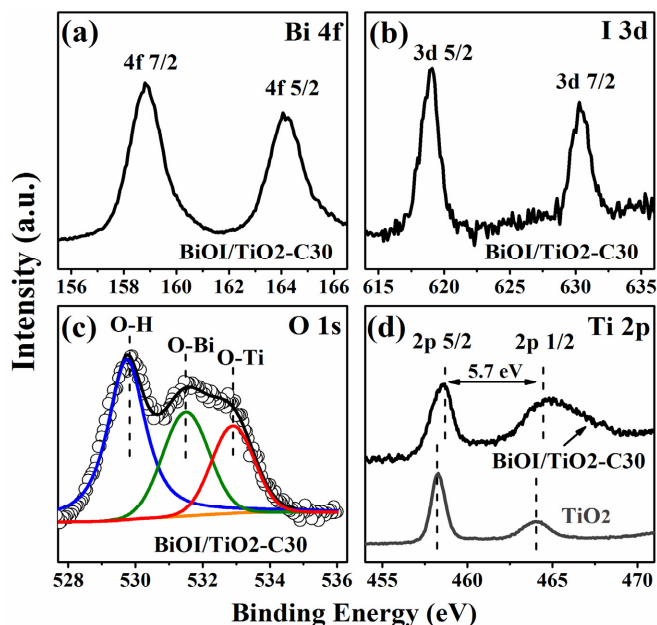 (a) Bi 4f
4f 7/2
4f 5/2
BiOI/TiO2-C30
156 158 160 162 164 166
(b) I 3d
3d 5/2
3d 7/2
BiOI/TiO2-C30
615 620 625 630 635
Intensity (a.u.)
(c) O 1s
O-H
O-Bi
O-Ti
BiOI/TiO2-C30
528 530 532 534 536
(d) Ti 2p
2p 5/2 2p 1/2
5.7 eV
BiOI/TiO2-C30
TiO2
455 460 465 470
Binding Energy (eV)